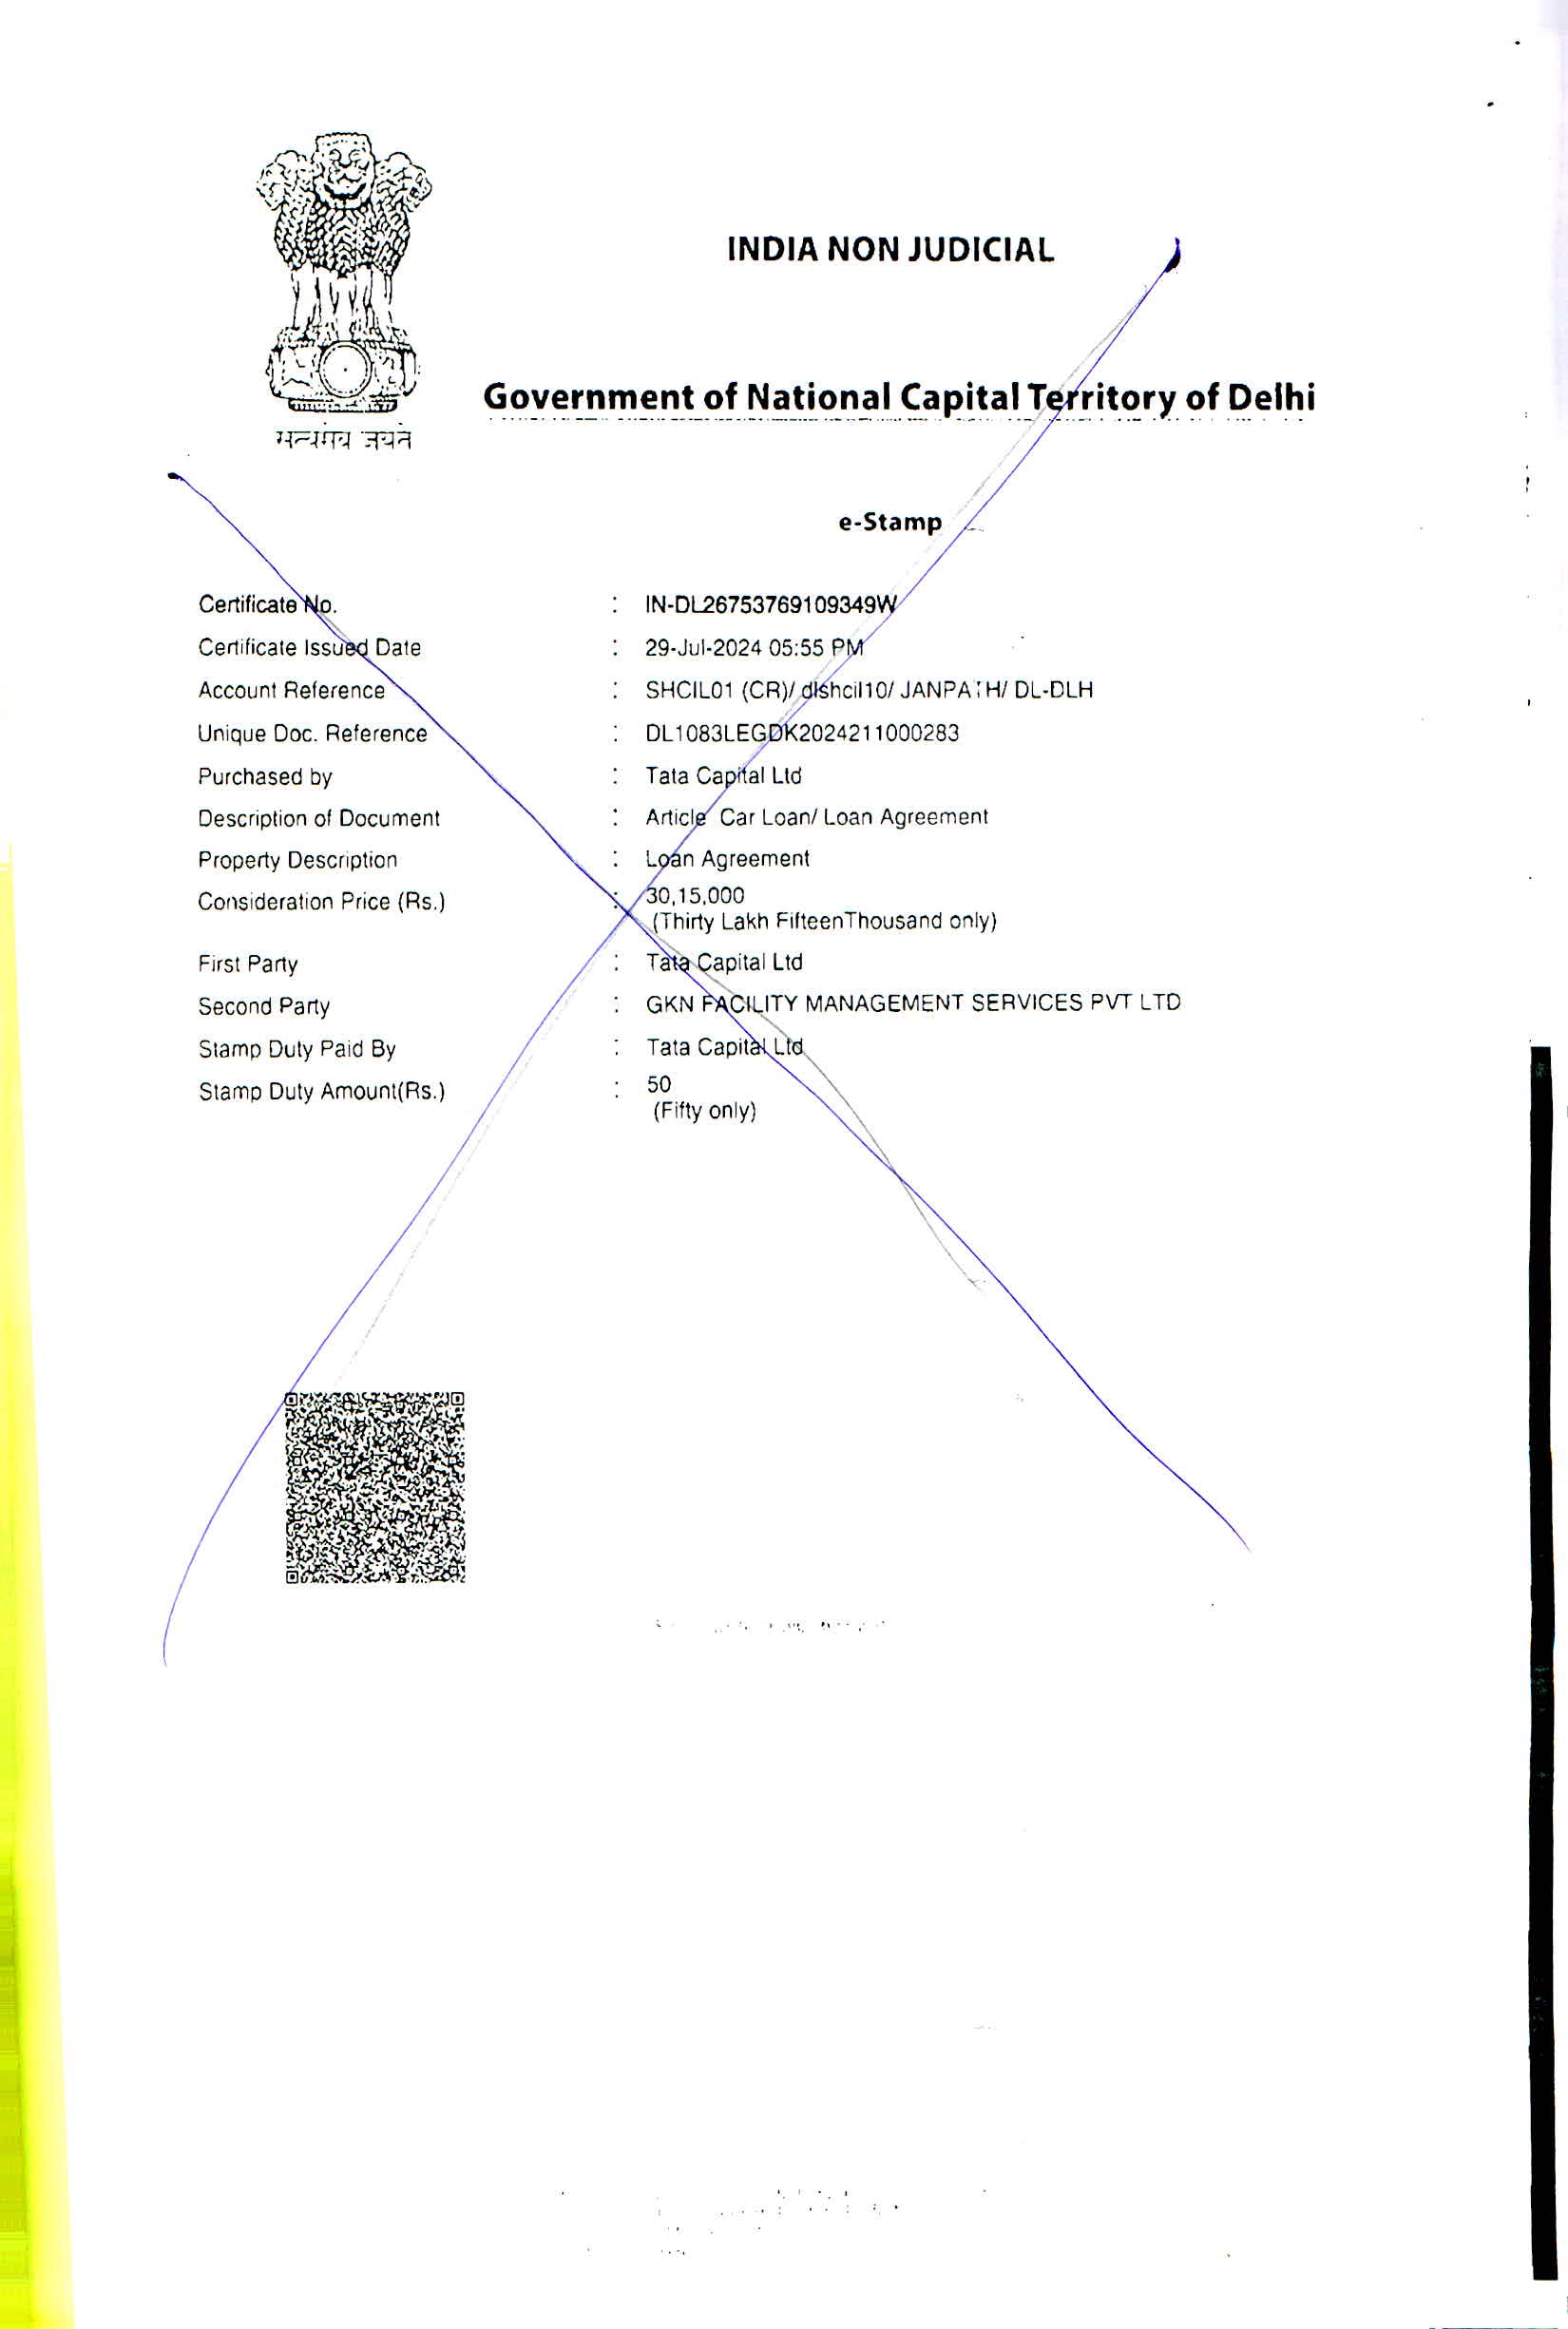 सत्यमेव जयते
INDIA NON JUDICIAL
Government of National Capital Territory of Delhi
e-Stamp
Certificate No. : IN-DL26753769109349W
Certificate Issued Date : 29-Jul-2024 05:55 PM
Account Reference : SHCIL01 (CR)/ dlshcil10/ JANPATH/ DL-DLH
Unique Doc. Reference : DL1083LEGDK2024211000283
Purchased by : Tata Capital Ltd
Description of Document : Article Car Loan/ Loan Agreement
Property Description : Loan Agreement
Consideration Price (Rs.) : 30,15,000
(Thirty Lakh FifteenThousand only)
First Party : Tata Capital Ltd
Second Party : GKN FACILITY MANAGEMENT SERVICES PVT LTD
Stamp Duty Paid By : Tata Capital Ltd
Stamp Duty Amount(Rs.) : 50
(Fifty only)